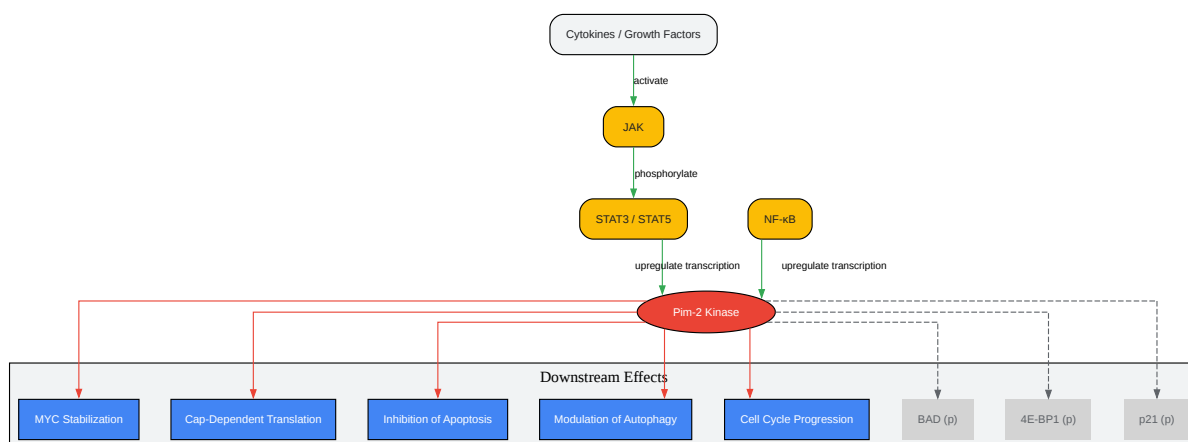 Cytokines / Growth Factors
activate
JAK
phosphorylate
STAT3 / STAT5
NF-κB
upregulate transcription
upregulate transcription
Pim-2 Kinase
Downstream Effects
MYC Stabilization
Cap-Dependent Translation
Inhibition of Apoptosis
Modulation of Autophagy
Cell Cycle Progression
BAD (p)
4E-BP1 (p)
p21 (p)